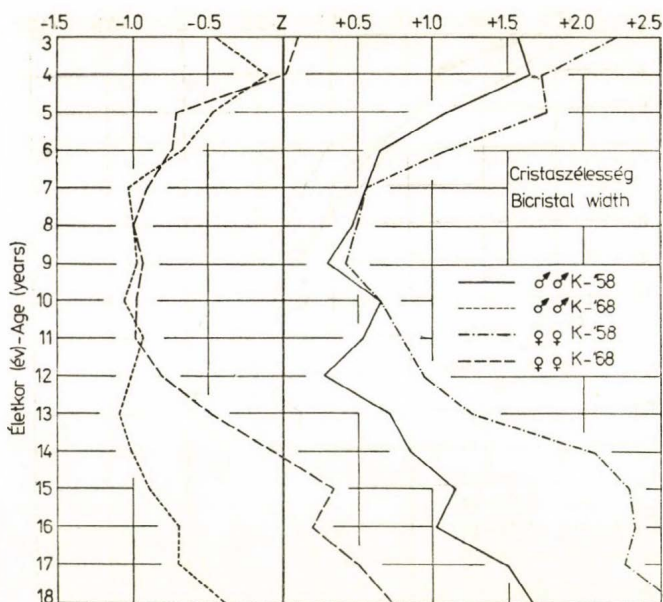 -1.5 -1.0 -0.5 Z +0.5 +1.0 +1.5 +2.0 +2.5
3
4
5
6
7
8
9
10
11
12
13
14
15
16
17
18
Életkor (év)-Age (years)
Cristaszélesség
Bicristal width
♂♂ K-'58
♂♂ K-'68
♀♀ K-'58
♀♀ K-'68